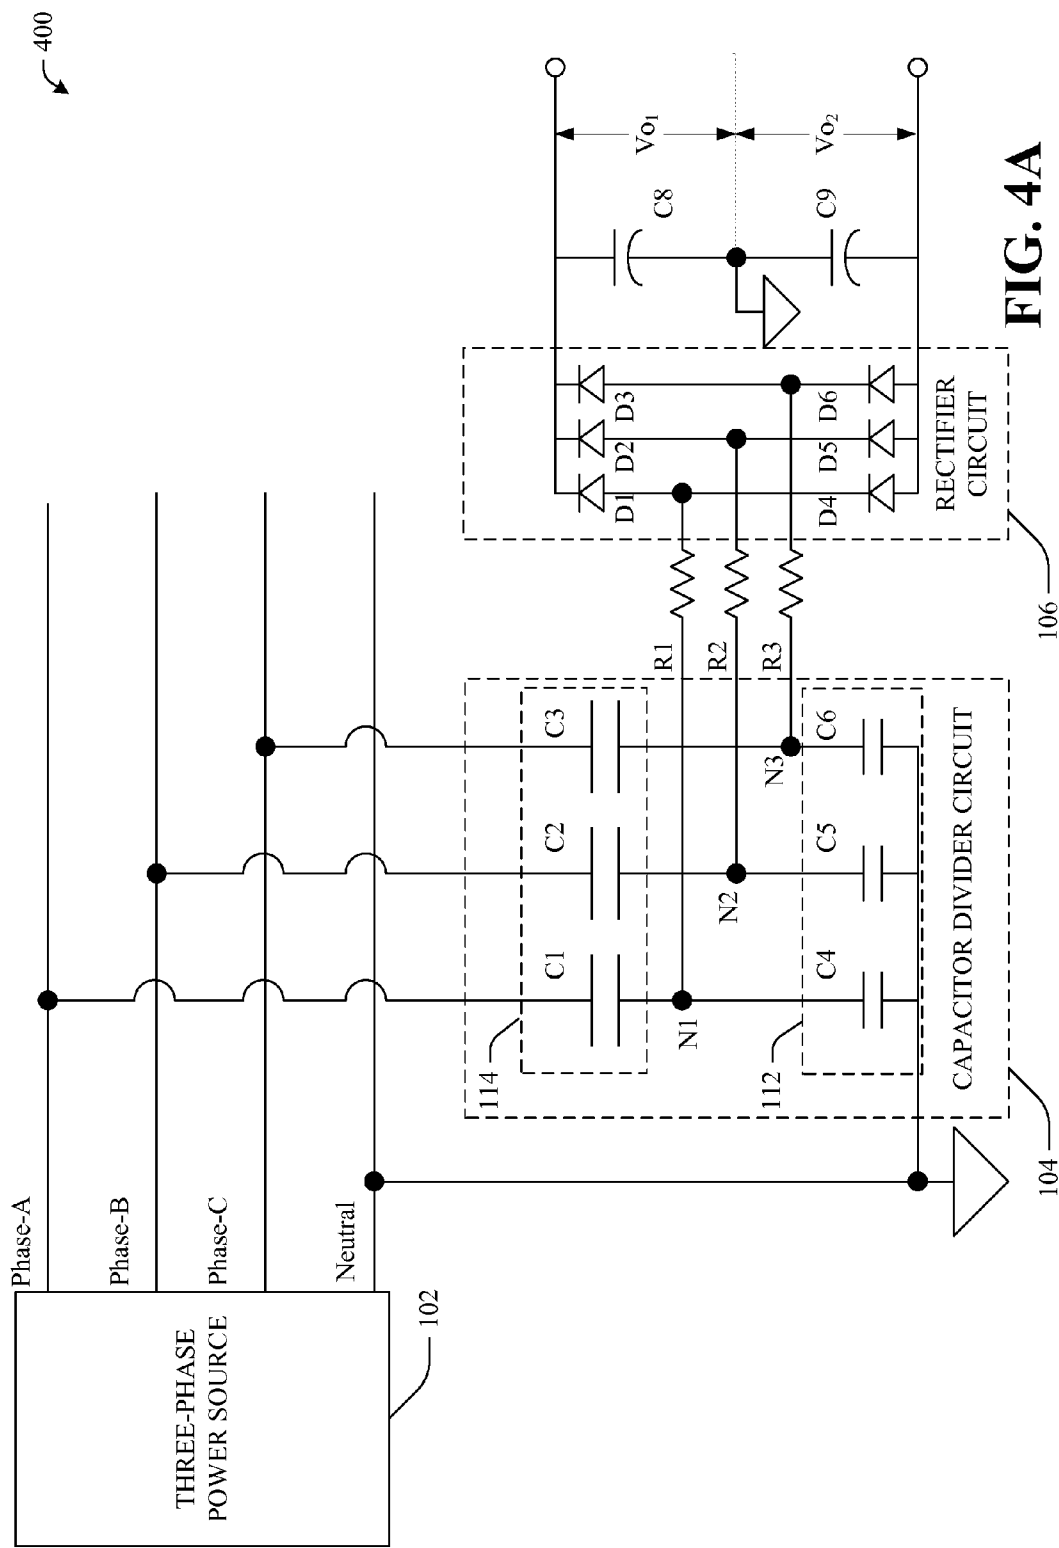 400
Phase-A
Phase-B
Phase-C
Neutral
THREE-PHASE
POWER SOURCE
102
114
C1
C2
C3
N1
N2
N3
R1
R2
R3
112
C4
C5
C6
CAPACITOR DIVIDER CIRCUIT
104
D1
D2
D3
D4
D5
D6
RECTIFIER
CIRCUIT
106
C8
C9
Vo₁
Vo₂
FIG. 4A